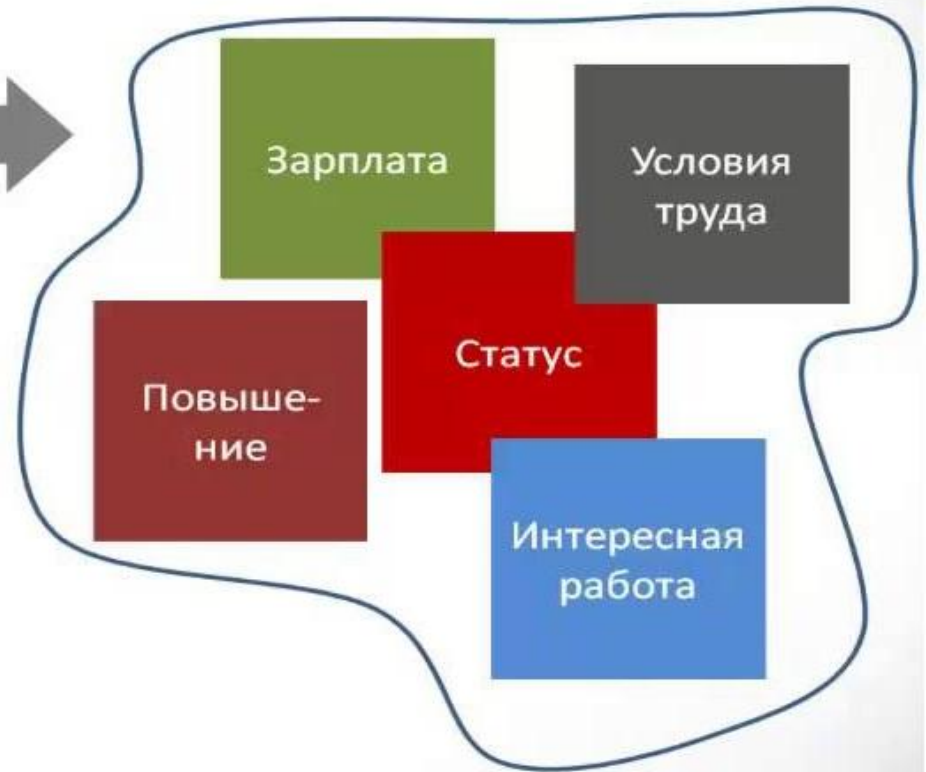 Зарплата
Условия
труда
Статус
Повыше-
ние
Интересная
работа